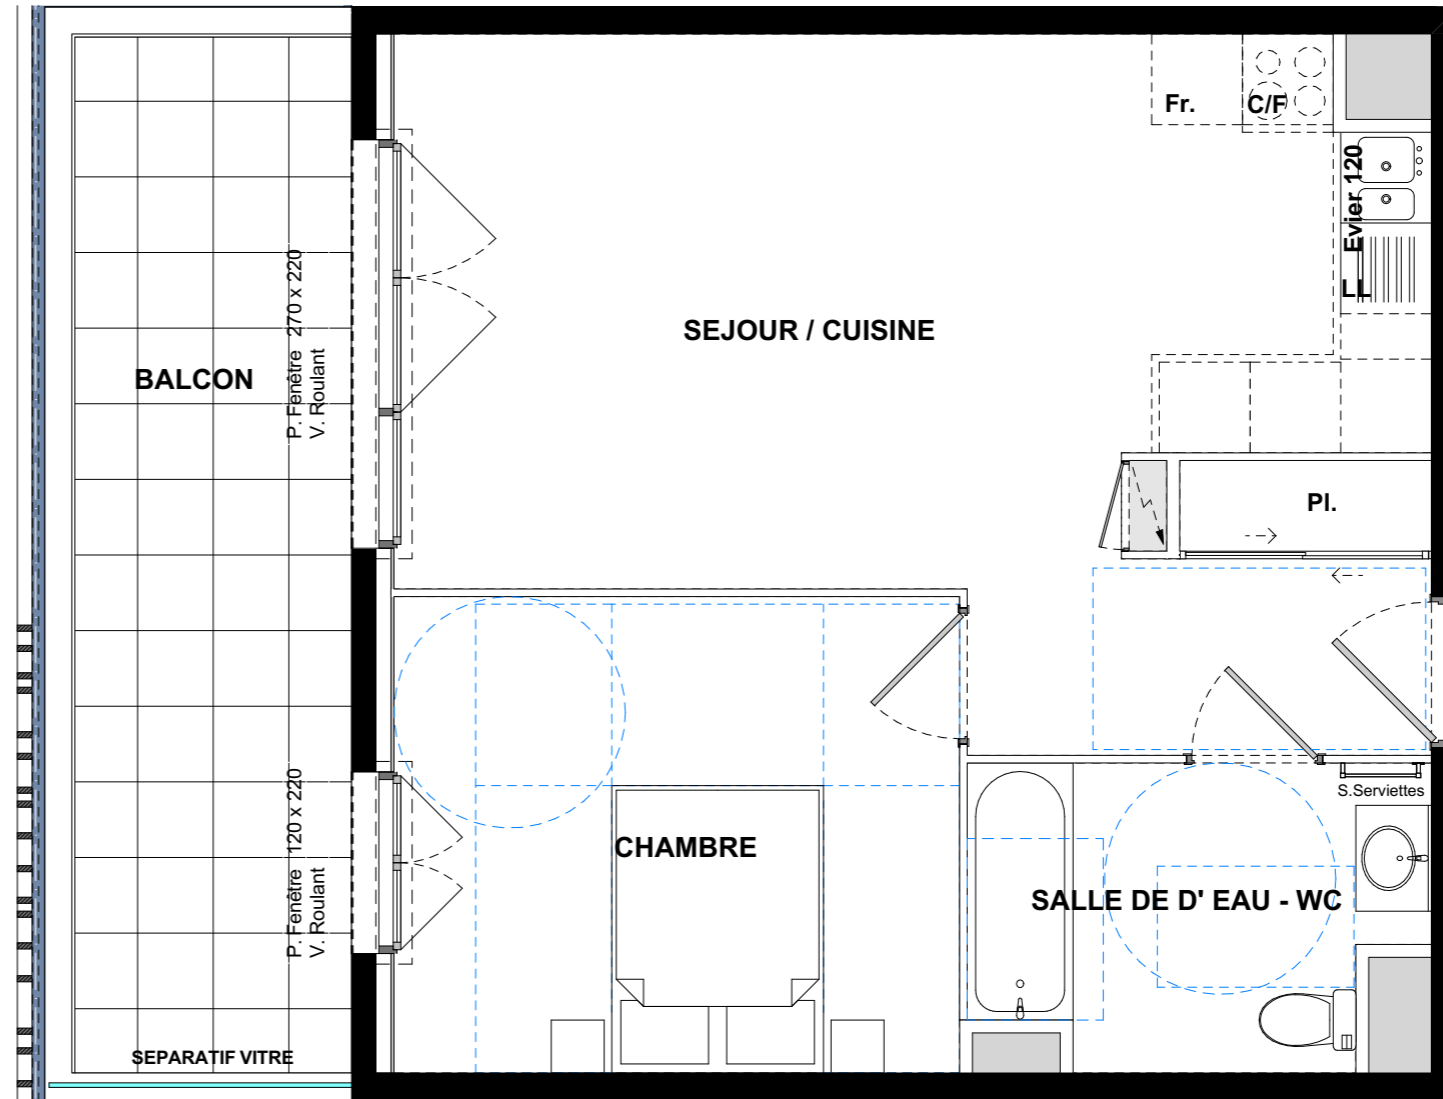 Fr.
C/F
Evier 120
LL
SEJOUR / CUISINE
P. Fenêtre 270 x 220
V. Roulant
BALCON
Pl.
S.Serviettes
CHAMBRE
P. Fenêtre 120 x 220
V. Roulant
SALLE DE D' EAU - WC
SEPARATIF VITRE